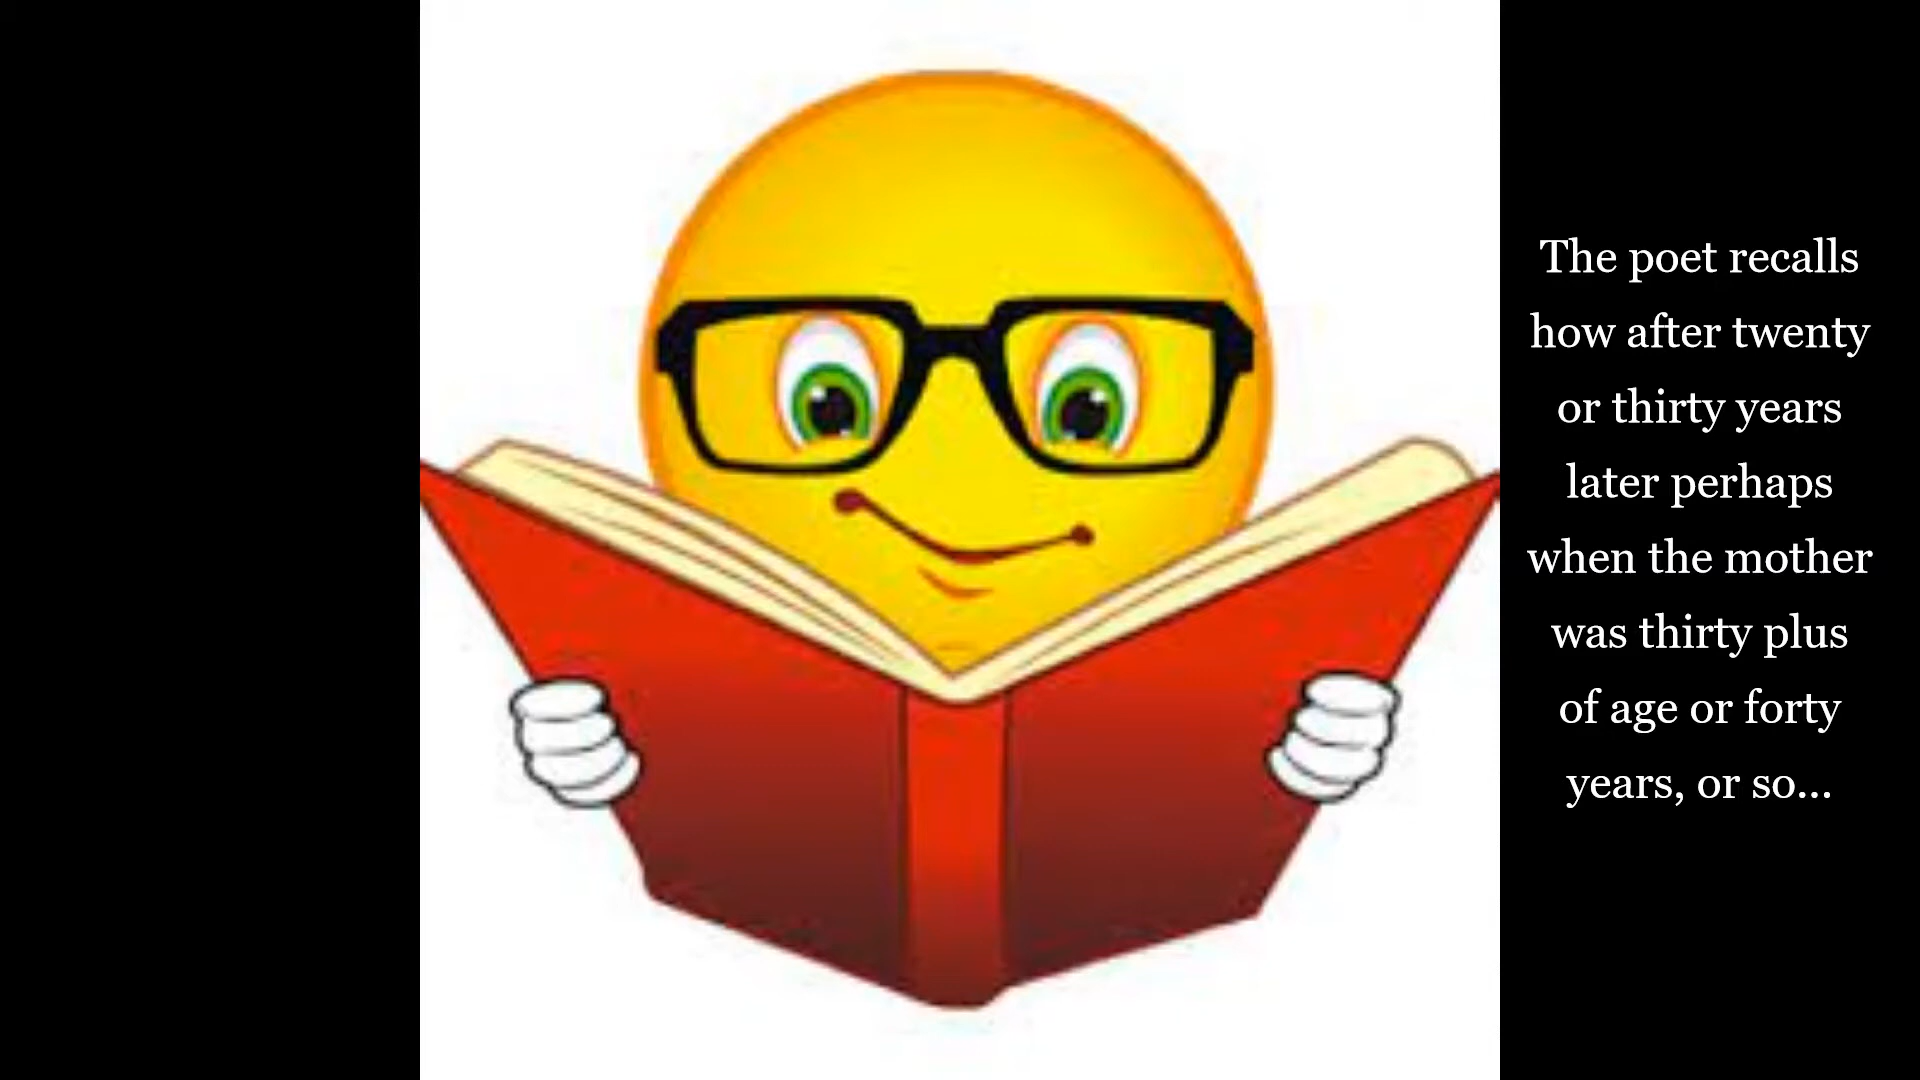 The poet recalls
how after twenty
or thirty years
later perhaps
when the mother
was thirty plus
of age or forty
years, or so...